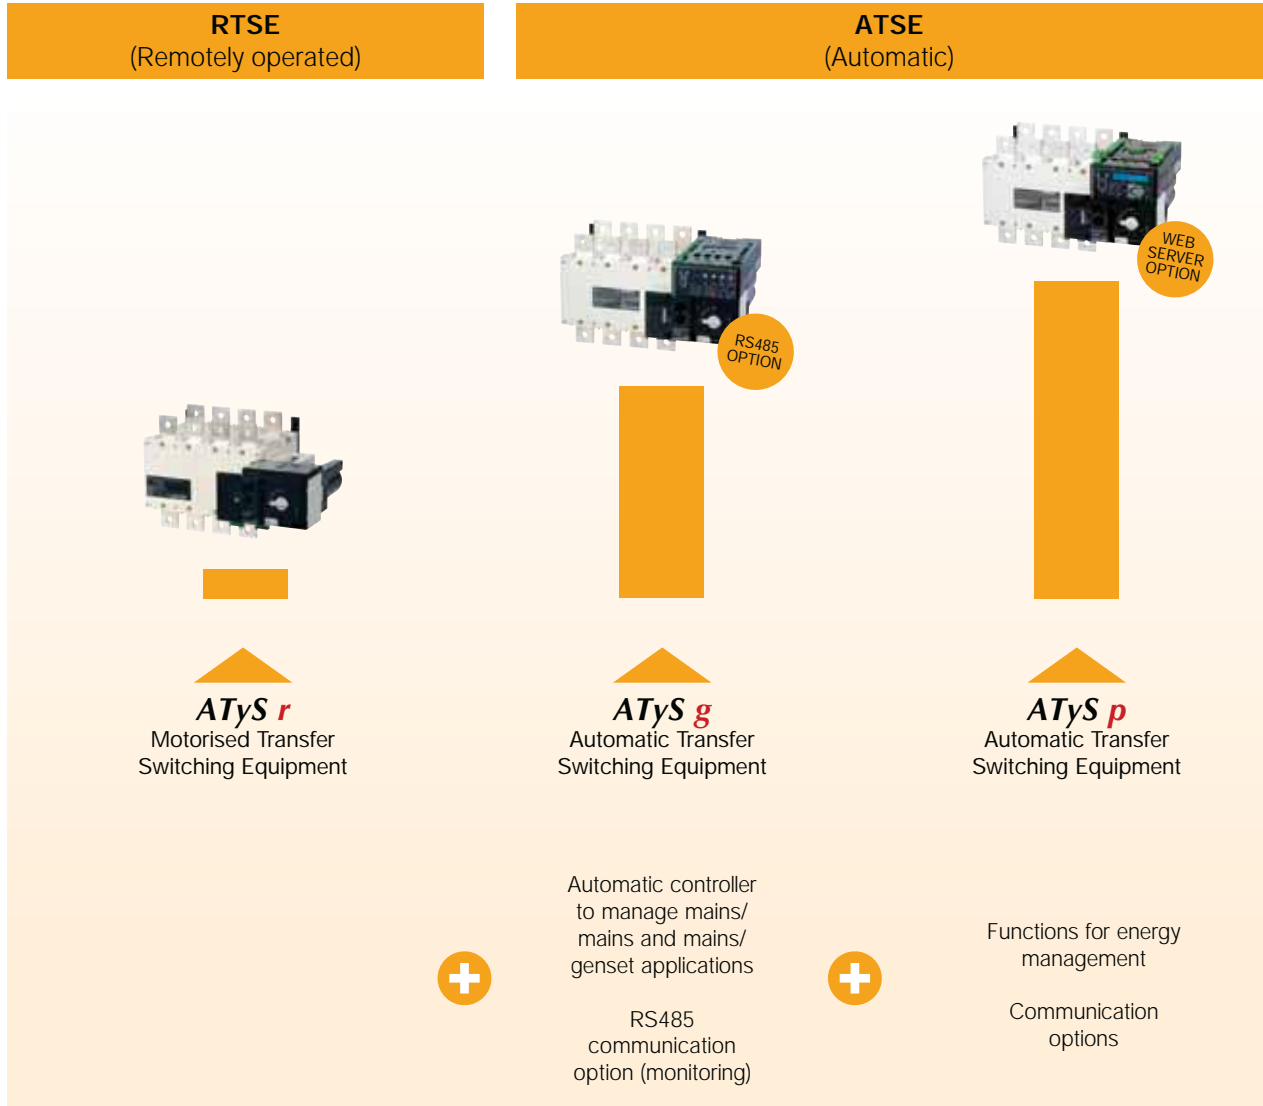 RTSE
(Remotely operated)
ATSE
(Automatic)
WEB
SERVER
OPTION
RS485
OPTION
ATyS r
Motorised Transfer
Switching Equipment
ATyS g
Automatic Transfer
Switching Equipment
ATyS p
Automatic Transfer
Switching Equipment
Automatic controller
to manage mains/
mains and mains/
genset applications
RS485
communication
option (monitoring)
Functions for energy
management
Communication
options